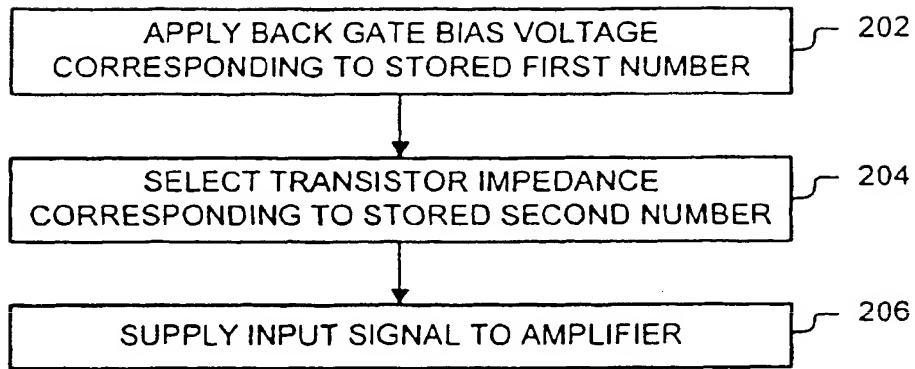 APPLY BACK GATE BIAS VOLTAGE
CORRESPONDING TO STORED FIRST NUMBER
202
SELECT TRANSISTOR IMPEDANCE
CORRESPONDING TO STORED SECOND NUMBER
204
SUPPLY INPUT SIGNAL TO AMPLIFIER
206